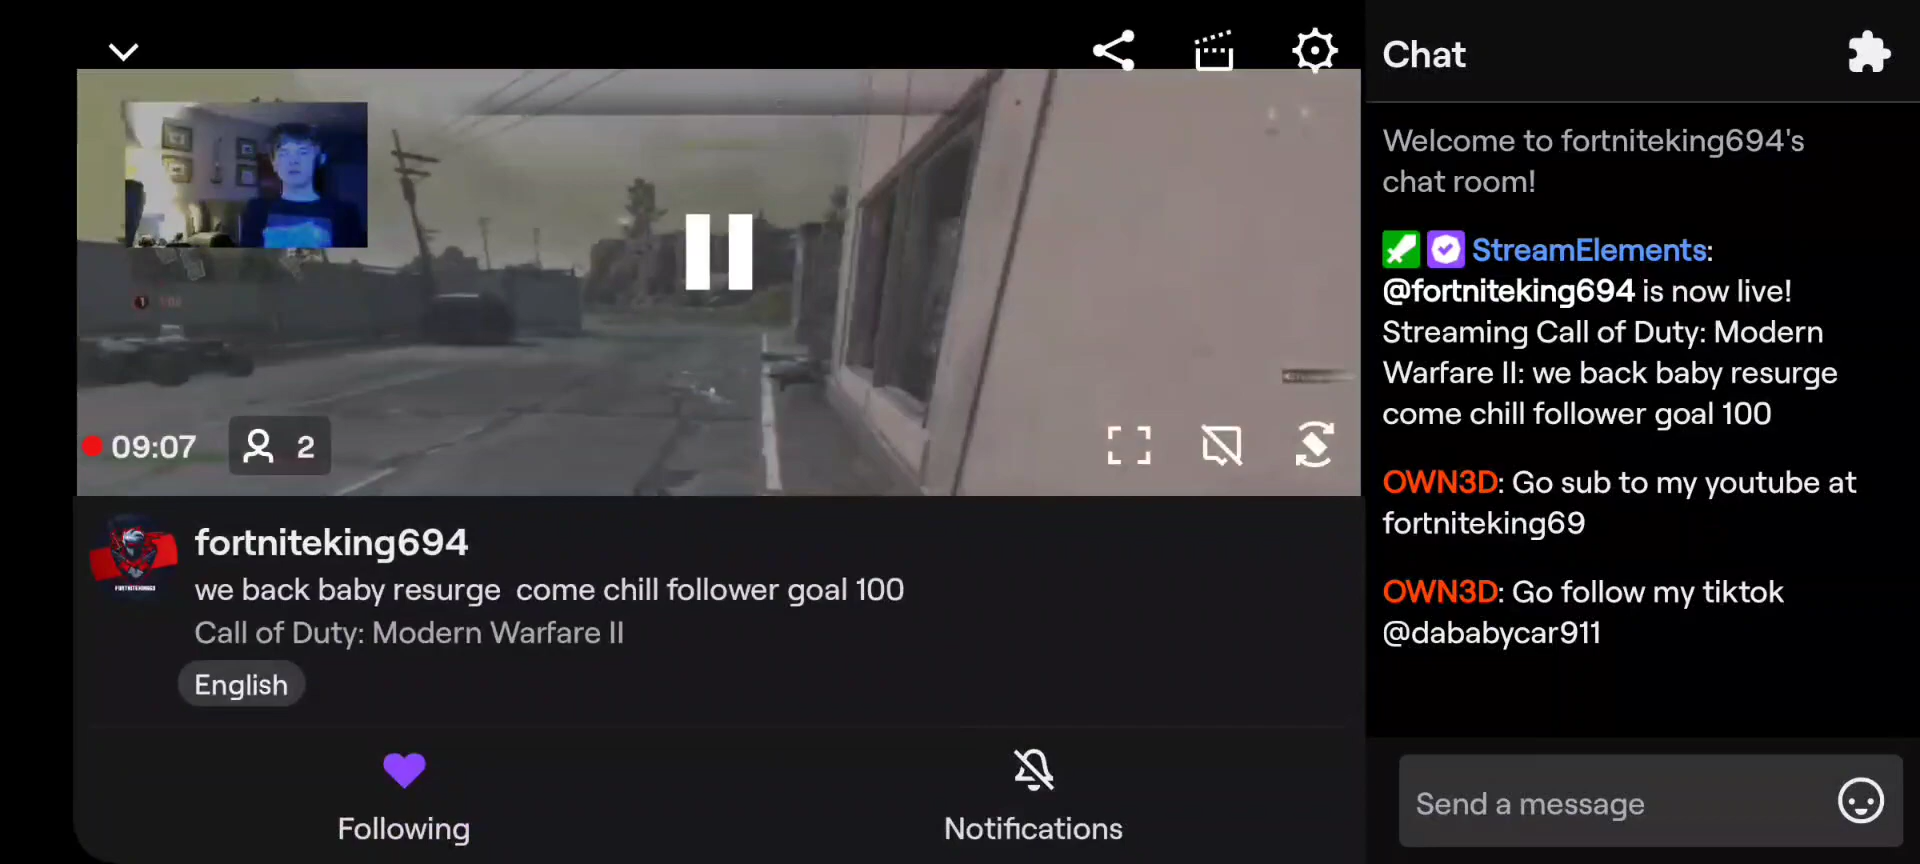 Chat
Welcome to fortniteking694's
chat room!
StreamElements:
@fortniteking694 is now live!
Streaming Call of Duty: Modern
Warfare II: we back baby resurge
come chill follower goal 100
OWN3D: Go sub to my youtube at
fortniteking69
OWN3D: Go follow my tiktok
@dababycar911
Send a message
09:07
2
fortniteking694
we back baby resurge  come chill follower goal 100
Call of Duty: Modern Warfare II
English
Following
Notifications